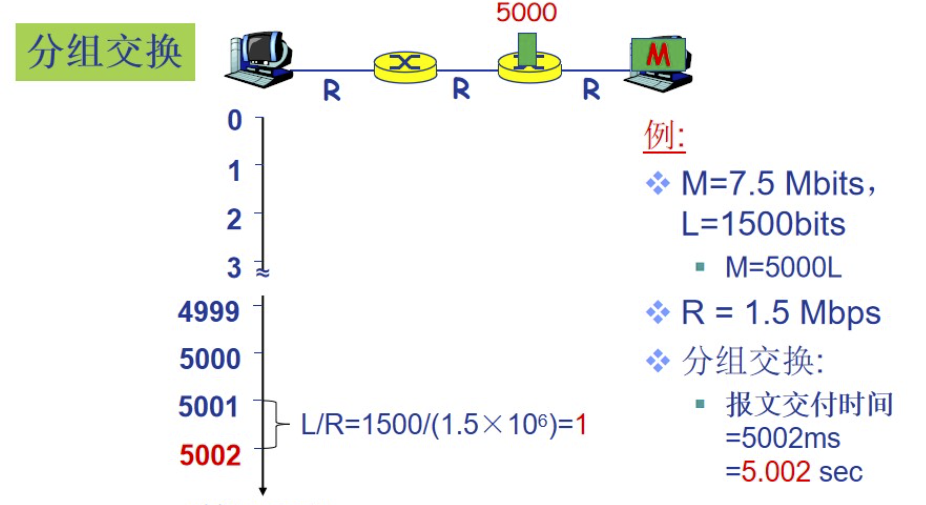 分组交换
5000
M
R
R
R
0
1
2
3
4999
5000
5001
5002
L/R=1500/(1.5×10⁶)=1
例:
M=7.5 Mbits,
L=1500bits
M=5000L
R = 1.5 Mbps
分组交换:
报文交付时间
=5002ms
=5.002 sec